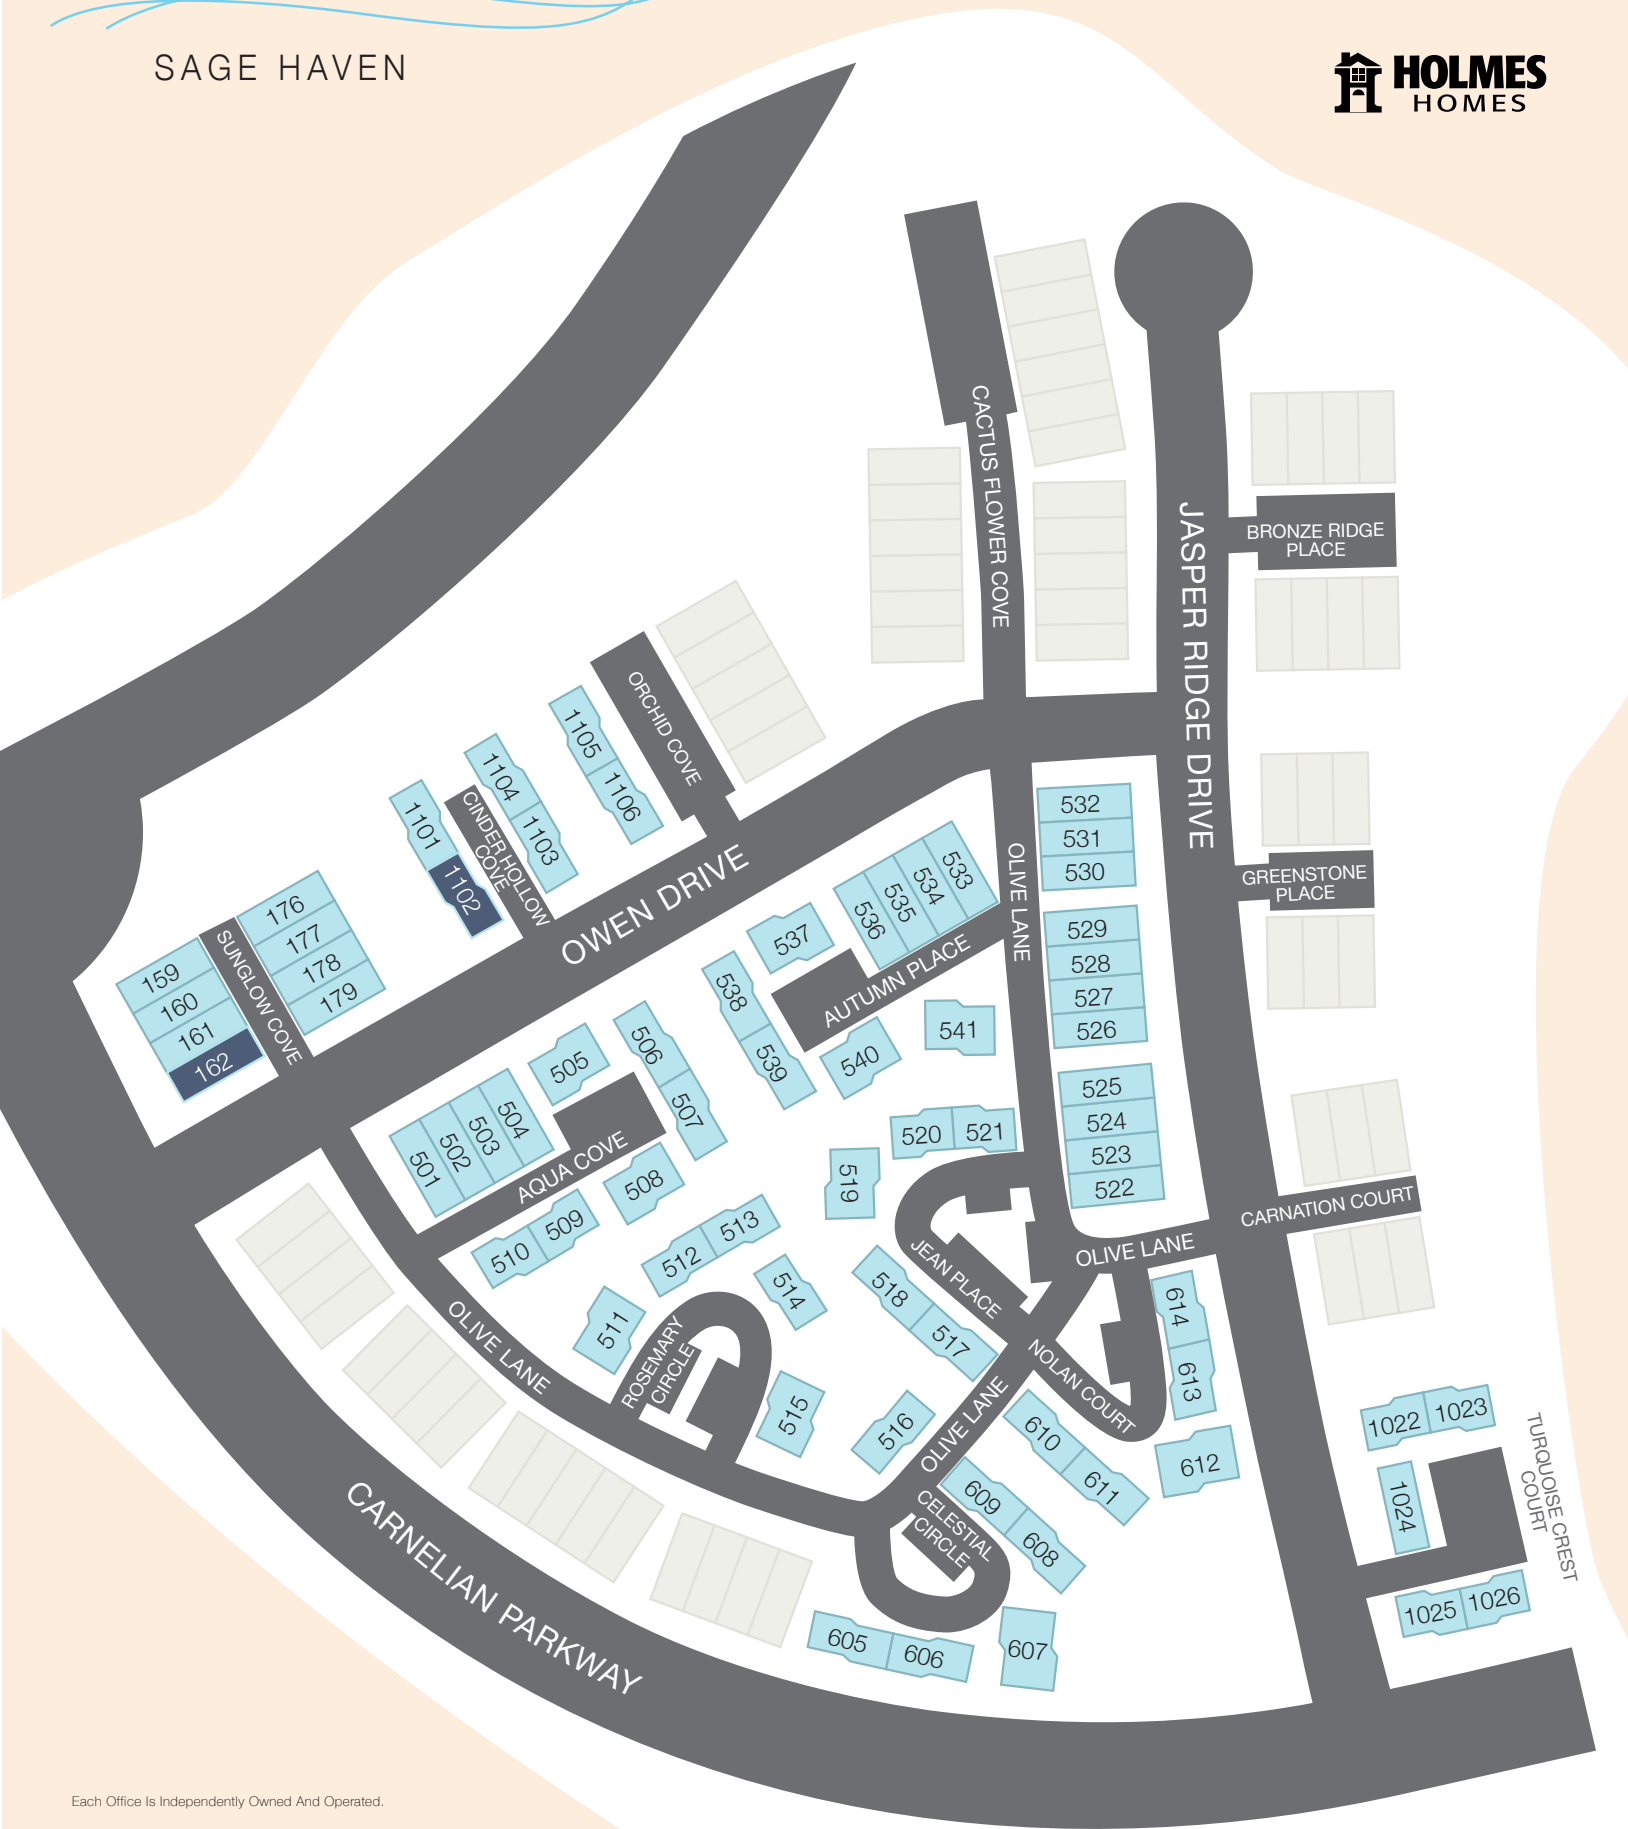 SAGE HAVEN
HOLMES
HOMES
CACTUS FLOWER COVE
JASPER RIDGE DRIVE
BRONZE RIDGE
PLACE
ORCHID COVE
1105
1106
1104
1103
1101
1102
CINDER HOLLOW
COVE
OWEN DRIVE
176
177
178
179
159
160
161
162
SUNGLOW COVE
532
531
530
529
528
527
526
525
524
523
522
OLIVE LANE
GREENSTONE
PLACE
533
534
535
536
537
538
539
AUTUMN PLACE
540
541
505
506
507
504
503
502
501
AQUA COVE
508
509
510
520
521
519
513
512
514
511
CARNATION COURT
OLIVE LANE
JEAN PLACE
518
517
NOLAN COURT
614
613
612
OLIVE LANE
ROSEMARY
CIRCLE
515
516
OLIVE LANE
610
611
609
608
CELESTIAL
CIRCLE
605
606
607
1022
1023
1024
TURQUOISE CREST
COURT
1025
1026
CARNELIAN PARKWAY
Each Office Is Independently Owned And Operated.